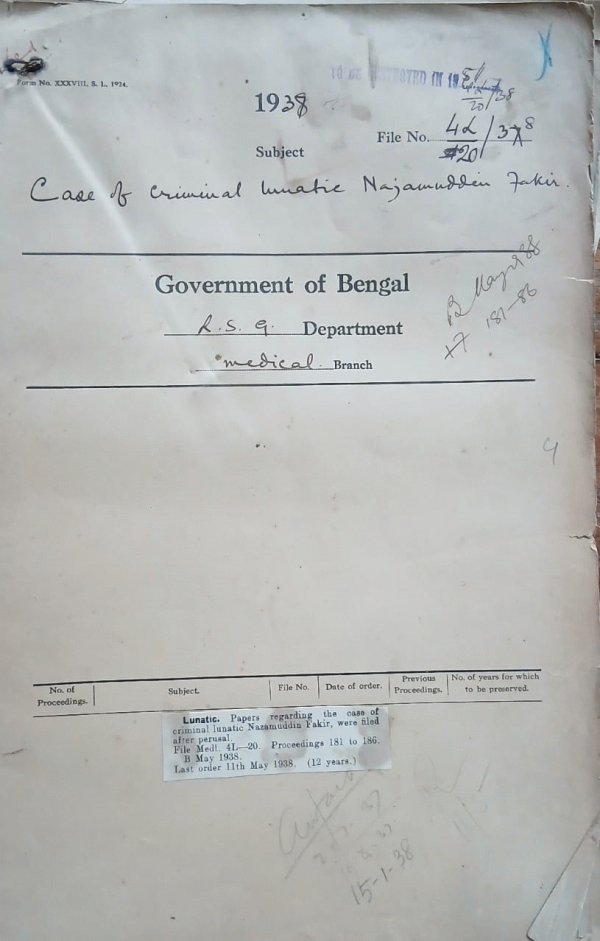 Form No. XXXVIII, S. I., 1924.
TO BE DESTROYED IN 19
20/38
1938
File No. 4L/38
20
Subject
Case of criminal lunatic Najamuddin Fakir.
Government of Bengal
L. S. G. Department
medical Branch
B May 1938
181-86
No. of Proceedings.
Subject.
File No.
Date of order.
Previous Proceedings.
No. of years for which to be preserved.
Lunatic. Papers regarding the case of
criminal lunatic Nazamuddin Fakir, were filed
after perusal.
File Medl. 4L—20. Proceedings 181 to 186.
B May 1938.
Last order 11th May 1938. (12 years.)
15-1-38